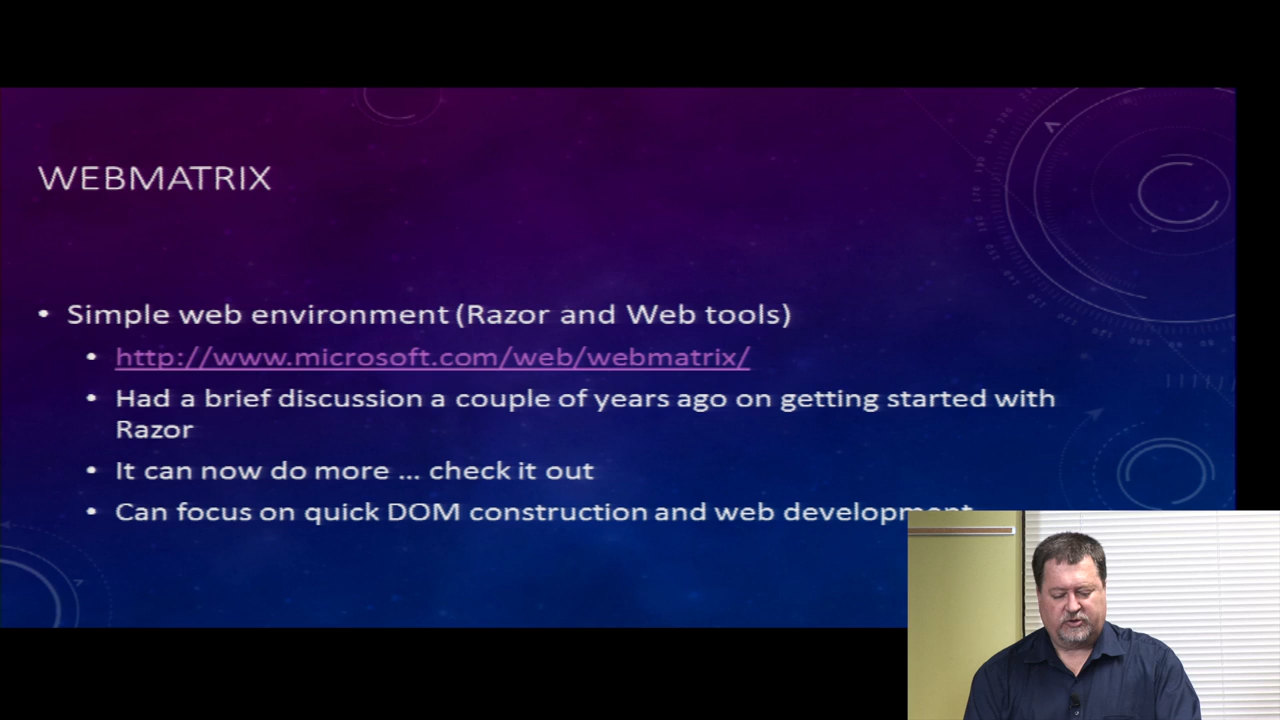 WEBMATRIX
• Simple web environment (Razor and Web tools)
• http://www.microsoft.com/web/webmatrix/
• Had a brief discussion a couple of years ago on getting started with
Razor
• It can now do more ... check it out
• Can focus on quick DOM construction and web development